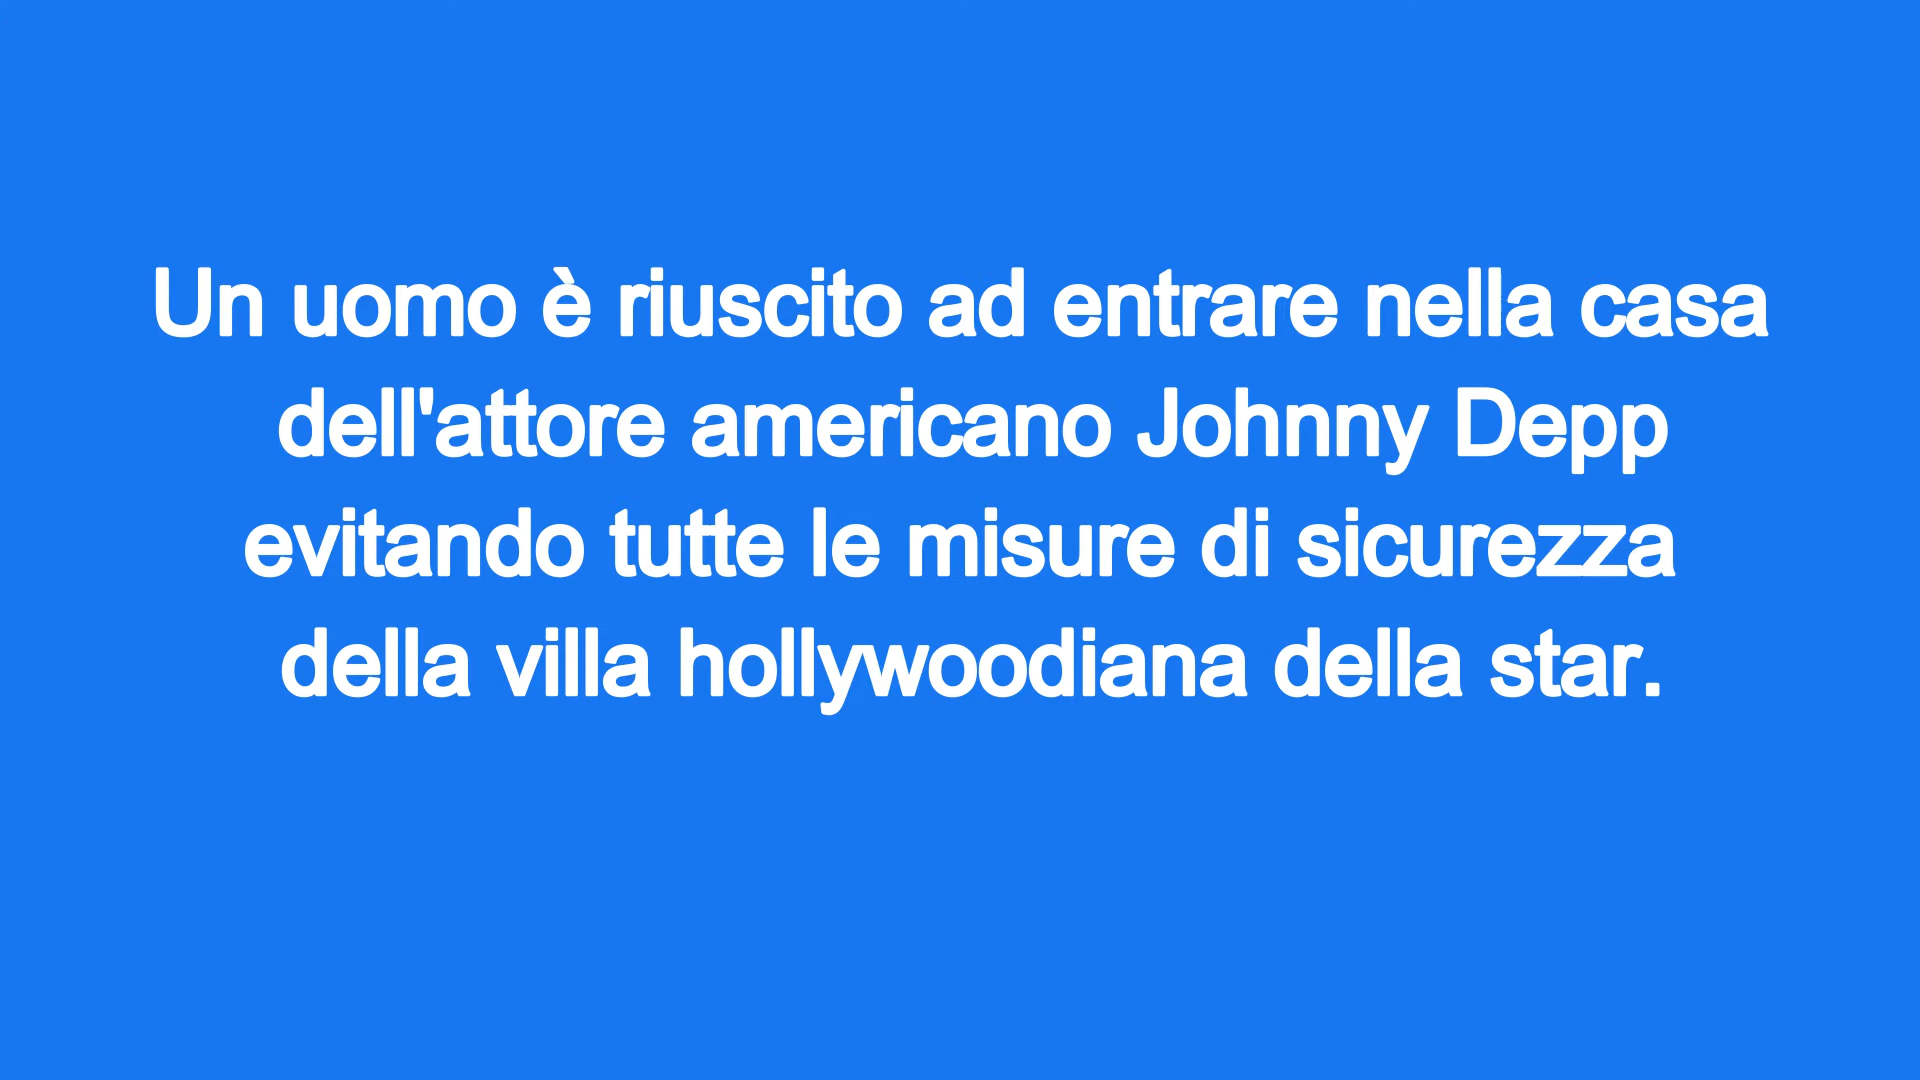 Un uomo è riuscito ad entrare nella casa
dell'attore americano Johnny Depp
evitando tutte le misure di sicurezza
della villa hollywoodiana della star.